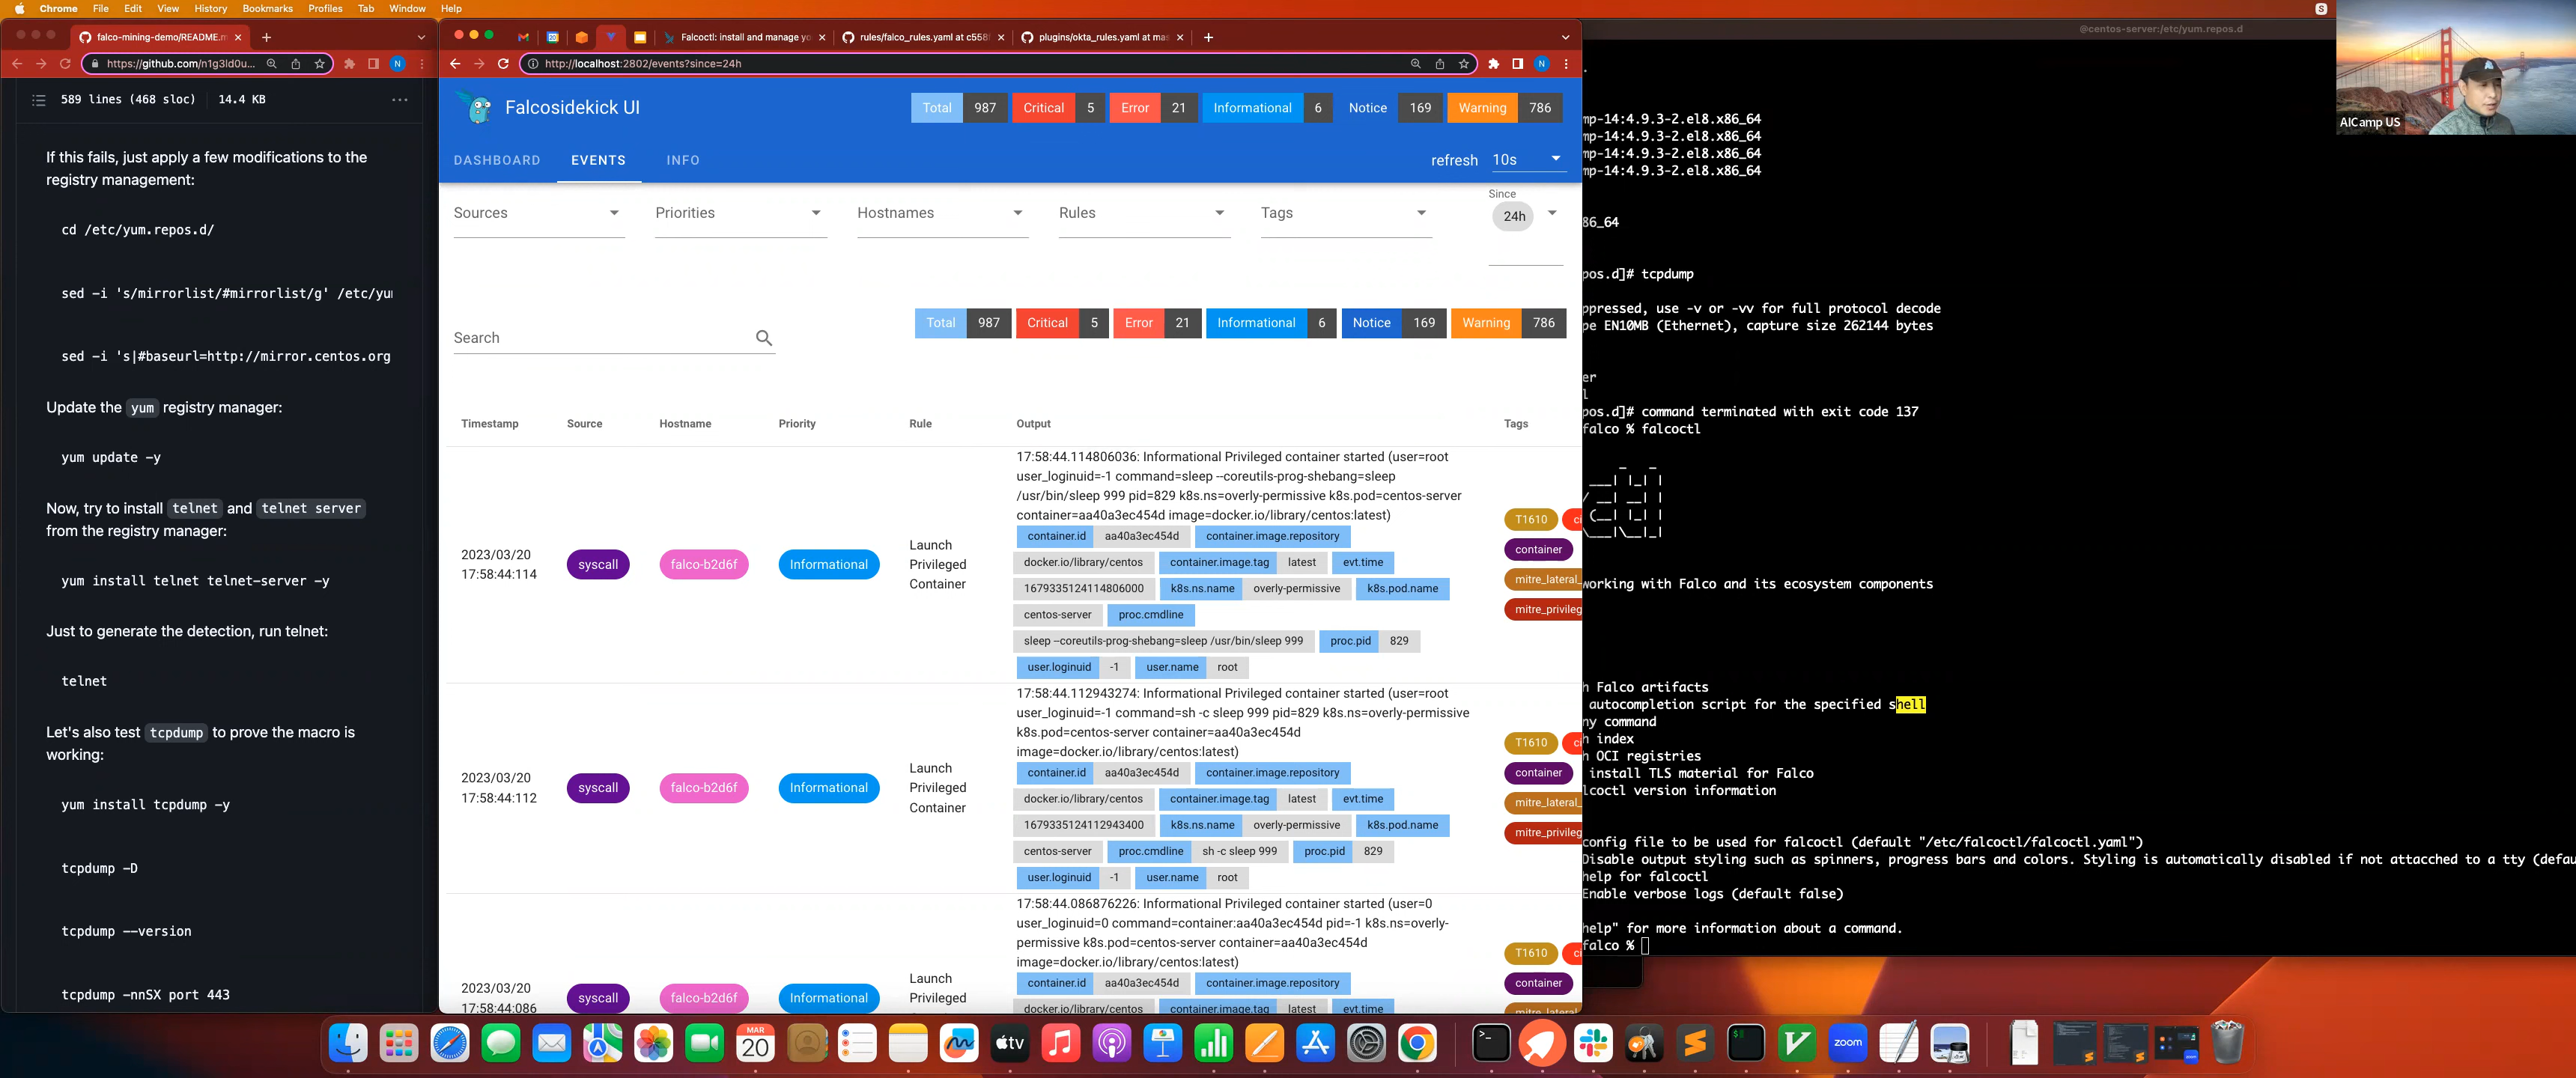 Chrome File Edit View History Bookmarks Profiles Tab Window Help
S
falco-mining-demo/README.m
https://github.com/n1g3ld0u...
N
589 lines (468 sloc) 14.4 KB
If this fails, just apply a few modifications to the
registry management:
cd /etc/yum.repos.d/
sed -i 's/mirrorlist/#mirrorlist/g' /etc/yu
sed -i 's|#baseurl=http://mirror.centos.org
Update the yum registry manager:
yum update -y
Now, try to install telnet and telnet server
from the registry manager:
yum install telnet telnet-server -y
Just to generate the detection, run telnet:
telnet
Let's also test tcpdump to prove the macro is
working:
yum install tcpdump -y
tcpdump -D
tcpdump --version
tcpdump -nnSX port 443
Falcoctl: install and manage yo
rules/falco_rules.yaml at c558f
plugins/okta_rules.yaml at mas
http://localhost:2802/events?since=24h
N
Falcosidekick UI
Total 987 Critical 5 Error 21 Informational 6 Notice 169 Warning 786
DASHBOARD EVENTS INFO
refresh 10s
Sources Priorities Hostnames Rules Tags
Since
24h
Search
Total 987 Critical 5 Error 21 Informational 6 Notice 169 Warning 786
Timestamp Source Hostname Priority Rule Output Tags
2023/03/20
17:58:44:114
syscall
falco-b2d6f
Informational
Launch
Privileged
Container
17:58:44.114806036: Informational Privileged container started (user=root
user_loginuid=-1 command=sleep --coreutils-prog-shebang=sleep
/usr/bin/sleep 999 pid=829 k8s.ns=overly-permissive k8s.pod=centos-server
container=aa40a3ec454d image=docker.io/library/centos:latest)
container.id aa40a3ec454d container.image.repository
docker.io/library/centos container.image.tag latest evt.time
1679335124114806000 k8s.ns.name overly-permissive k8s.pod.name
centos-server proc.cmdline
sleep --coreutils-prog-shebang=sleep /usr/bin/sleep 999 proc.pid 829
user.loginuid -1 user.name root
T1610 ci
container
mitre_lateral_
mitre_privileg
2023/03/20
17:58:44:112
syscall
falco-b2d6f
Informational
Launch
Privileged
Container
17:58:44.112943274: Informational Privileged container started (user=root
user_loginuid=-1 command=sh -c sleep 999 pid=829 k8s.ns=overly-permissive
k8s.pod=centos-server container=aa40a3ec454d
image=docker.io/library/centos:latest)
container.id aa40a3ec454d container.image.repository
docker.io/library/centos container.image.tag latest evt.time
1679335124112943400 k8s.ns.name overly-permissive k8s.pod.name
centos-server proc.cmdline sh -c sleep 999 proc.pid 829
user.loginuid -1 user.name root
T1610 ci
container
mitre_lateral_
mitre_privileg
2023/03/20
17:58:44:086
syscall
falco-b2d6f
Informational
Launch
Privileged
17:58:44.086876226: Informational Privileged container started (user=0
user_loginuid=0 command=container:aa40a3ec454d pid=-1 k8s.ns=overly-
permissive k8s.pod=centos-server container=aa40a3ec454d
image=docker.io/library/centos:latest)
container.id aa40a3ec454d container.image.repository
docker.io/library/centos container.image.tag latest evt.time
T1610 ci
container
mitre_lateral_
@centos-server:/etc/yum.repos.d
.
mp-14:4.9.3-2.el8.x86_64
mp-14:4.9.3-2.el8.x86_64
mp-14:4.9.3-2.el8.x86_64
mp-14:4.9.3-2.el8.x86_64
86_64
pos.d]# tcpdump
ppressed, use -v or -vv for full protocol decode
pe EN10MB (Ethernet), capture size 262144 bytes
er
l
pos.d]# command terminated with exit code 137
falco % falcoctl
working with Falco and its ecosystem components
h Falco artifacts
autocompletion script for the specified shell
ny command
h index
h OCI registries
install TLS material for Falco
lcoctl version information
config file to be used for falcoctl (default "/etc/falcoctl/falcoctl.yaml")
Disable output styling such as spinners, progress bars and colors. Styling is automatically disabled if not attacched to a tty (defau
help for falcoctl
Enable verbose logs (default false)
help" for more information about a command.
falco %
AICamp US
MAR
20
tv
zoom